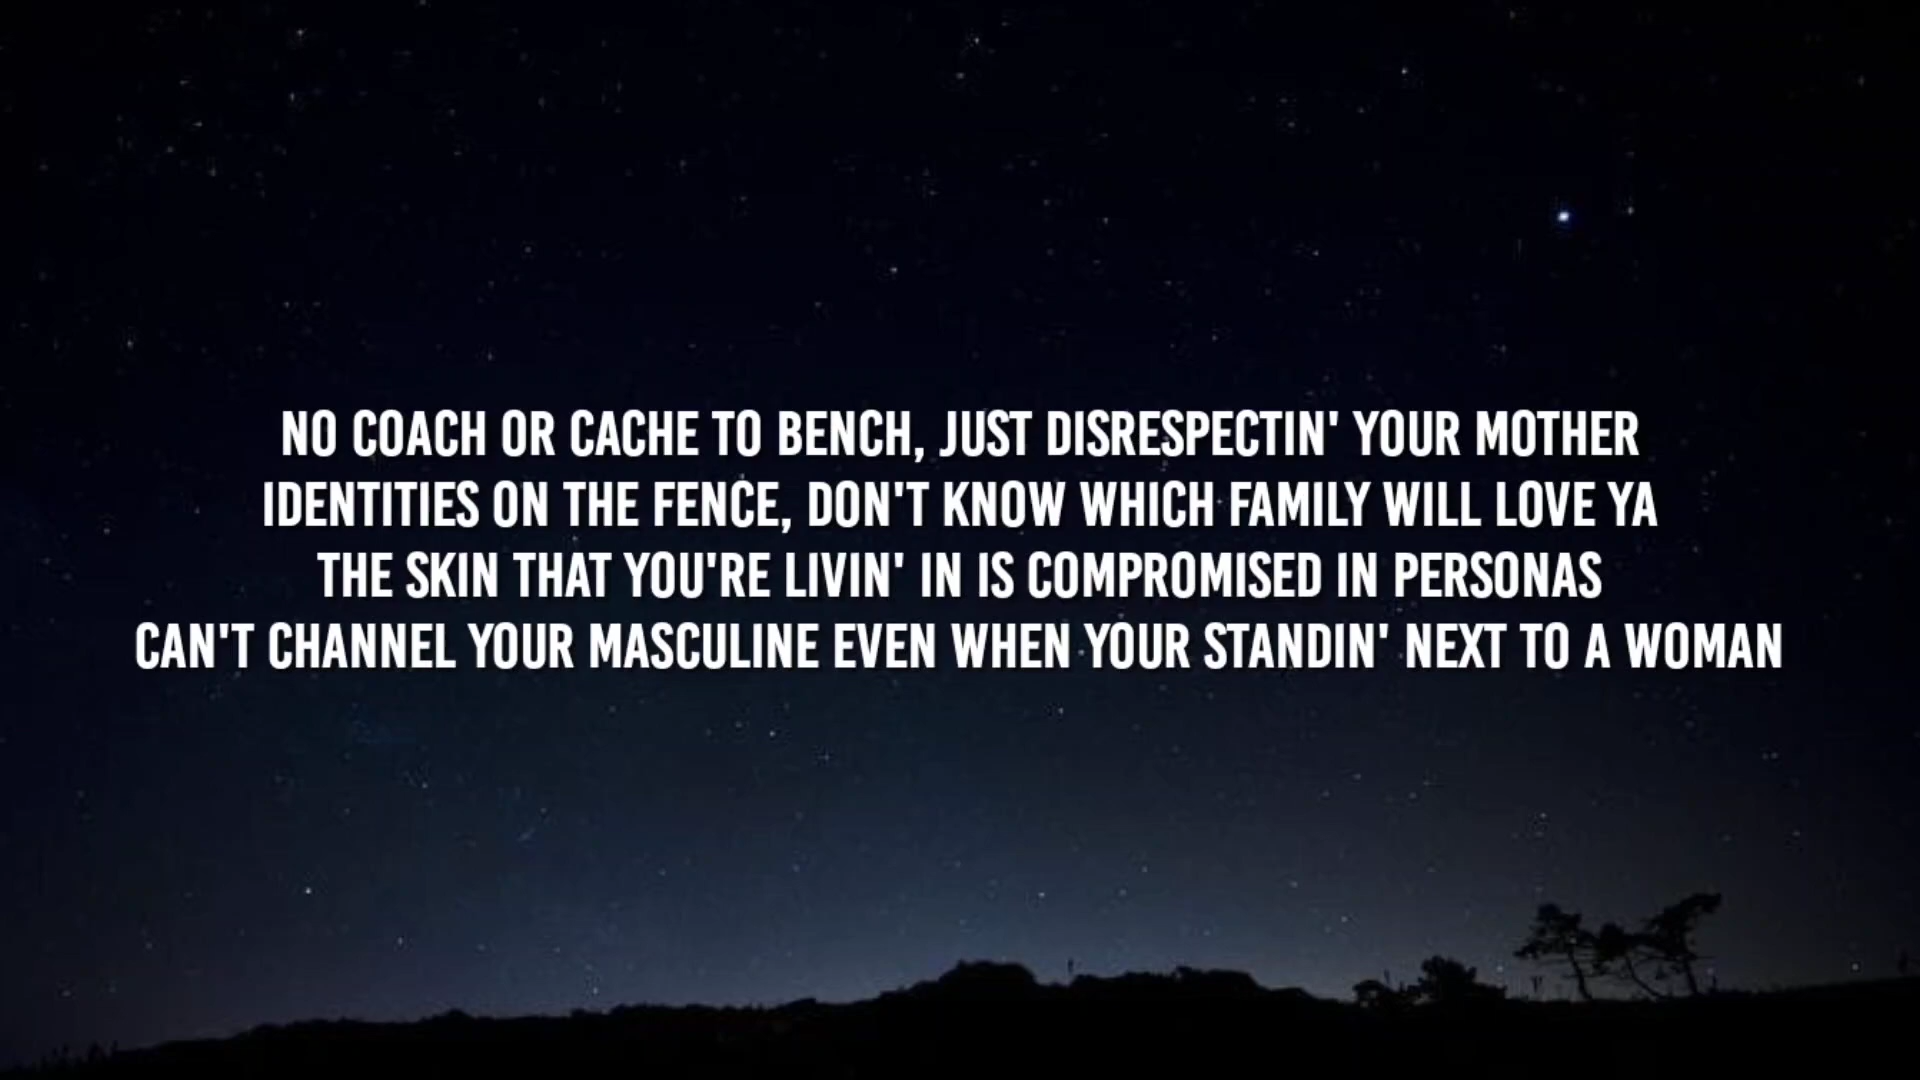 NO COACH OR CACHE TO BENCH, JUST DISRESPECTIN' YOUR MOTHER
IDENTITIES ON THE FENCE, DON'T KNOW WHICH FAMILY WILL LOVE YA
THE SKIN THAT YOU'RE LIVIN' IN IS COMPROMISED IN PERSONAS
CAN'T CHANNEL YOUR MASCULINE EVEN WHEN YOUR STANDIN' NEXT TO A WOMAN